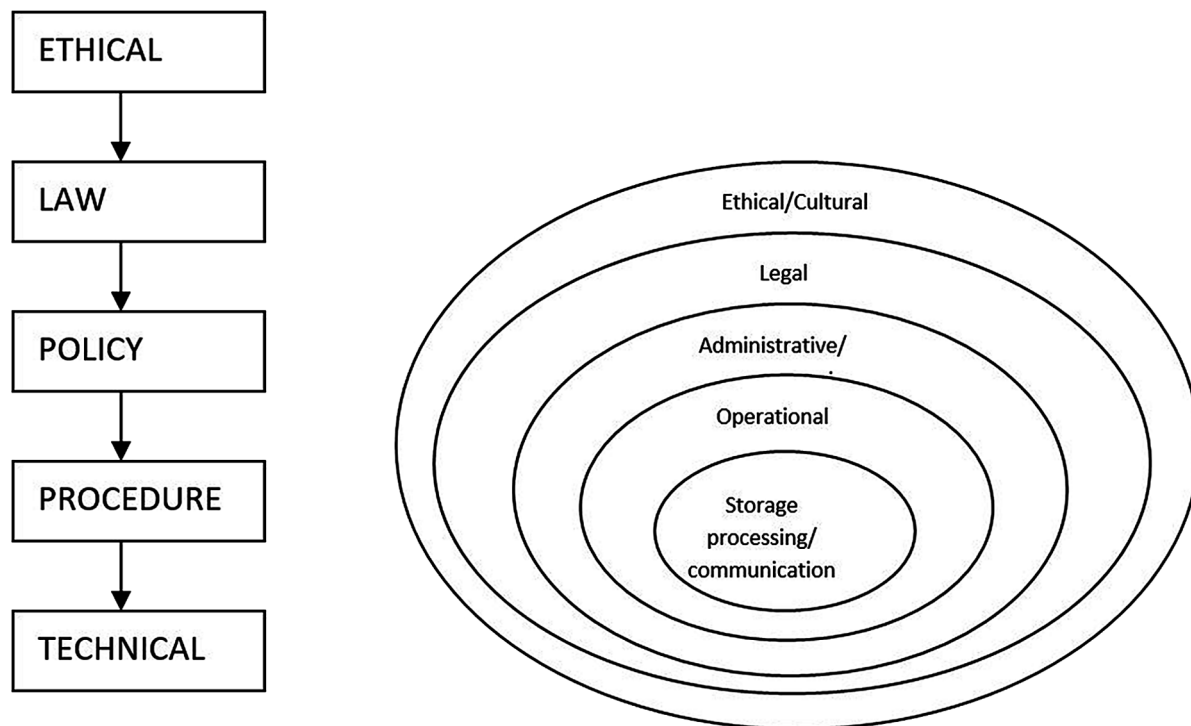 ETHICAL
LAW
POLICY
PROCEDURE
TECHNICAL
Ethical/Cultural
Legal
Administrative/
Operational
Storage
processing/
communication